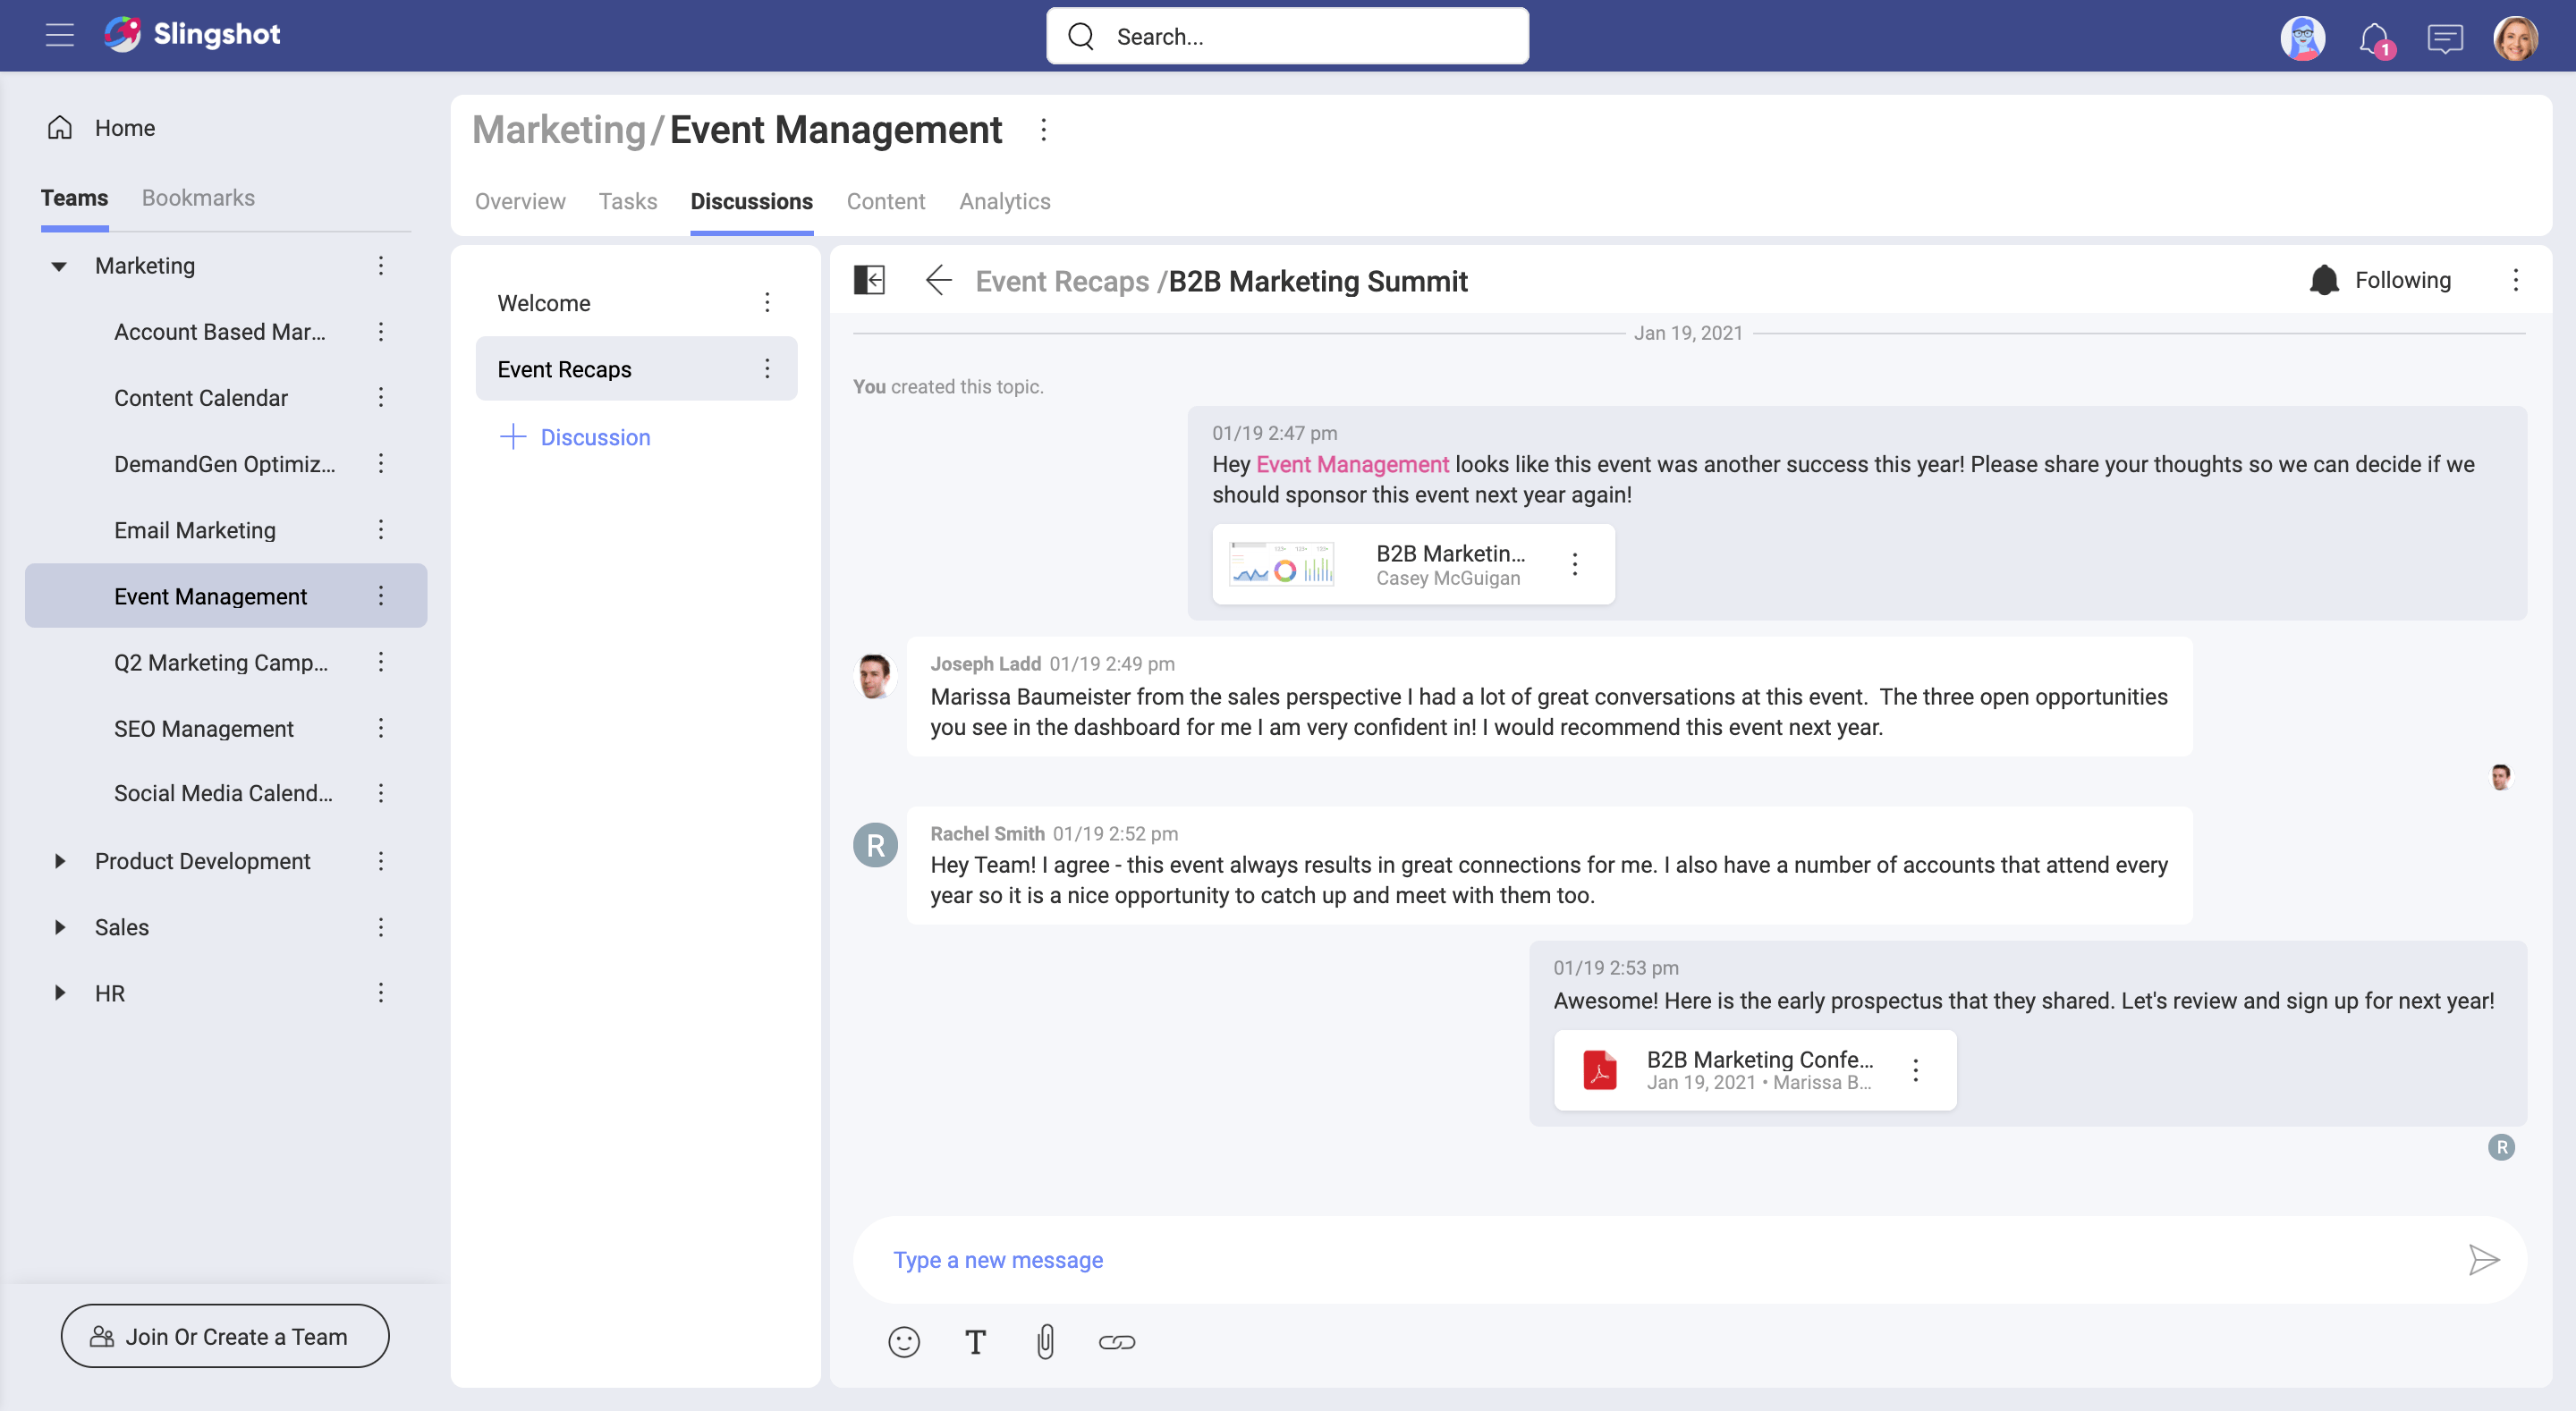 Slingshot
Search...
1
Home
Teams
Bookmarks
Marketing
Account Based Mar...
Content Calendar
DemandGen Optimiz...
Email Marketing
Event Management
Q2 Marketing Camp...
SEO Management
Social Media Calend...
Product Development
Sales
HR
Join Or Create a Team
Marketing/Event Management
Overview
Tasks
Discussions
Content
Analytics
Welcome
Event Recaps
Discussion
Event Recaps /B2B Marketing Summit
Following
Jan 19, 2021
You created this topic.
01/19 2:47 pm
Hey Event Management looks like this event was another success this year! Please share your thoughts so we can decide if we
should sponsor this event next year again!
B2B Marketin...
Casey McGuigan
Joseph Ladd 01/19 2:49 pm
Marissa Baumeister from the sales perspective I had a lot of great conversations at this event.  The three open opportunities
you see in the dashboard for me I am very confident in! I would recommend this event next year.
R
Rachel Smith 01/19 2:52 pm
Hey Team! I agree - this event always results in great connections for me. I also have a number of accounts that attend every
year so it is a nice opportunity to catch up and meet with them too.
01/19 2:53 pm
Awesome! Here is the early prospectus that they shared. Let's review and sign up for next year!
B2B Marketing Confe...
Jan 19, 2021 • Marissa B...
R
Type a new message
T